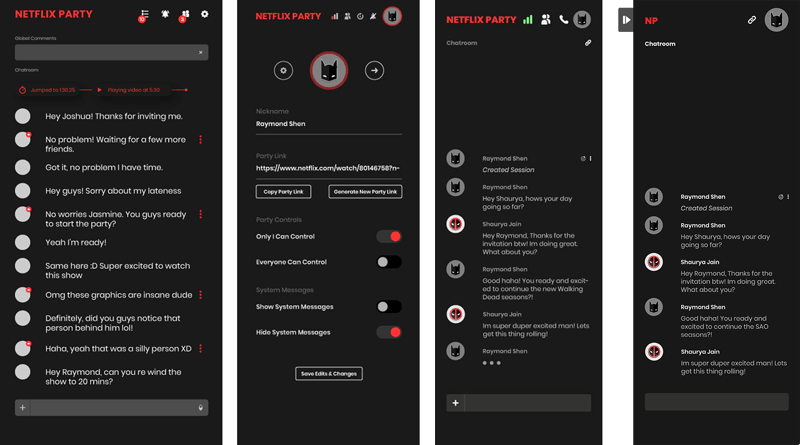 NETFLIX PARTY
10
3
Global Comments
Chatroom
Jumped to 1:30:25
Playing video at 5:30
Hey Joshua! Thanks for inviting me.
No problem! Waiting for a few more
friends.
Got it, no problem I have time.
Hey guys! Sorry about my lateness
No worries Jasmine. You guys ready
to start the party?
Yeah I'm ready!
Same here :D Super excited to watch
this show
Omg these graphics are insane dude
Definitely, did you guys notice that
person behind him lol!
Haha, yeah that was a silly person XD
Hey Raymond, can you re wind the
show to 20 mins?
NETFLIX PARTY
Nickname
Raymond Shen
Party Link
https://www.netflix.com/watch/80146758?n-
Copy Party Link
Generate New Party Link
Party Controls
Only I Can Control
Everyone Can Control
System Messages
Show System Messages
Hide System Messages
Save Edits & Changes
NETFLIX PARTY
Chatroom
Raymond Shen
Created Session
Raymond Shen
Hey Shaurya, hows your day
going so far?
Shaurya Jain
Hey Raymond, Thanks for the
invitation btw! Im doing great.
What about you?
Raymond Shen
Good haha! You ready and excit-
ed to continue the new Walking
Dead seasons?!
Shaurya Jain
Im super duper excited man! Lets
get this thing rolling!
Raymond Shen
NP
Chatroom
Raymond Shen
Created Session
Raymond Shen
Hey Shaurya, hows your day
going so far?
Shaurya Jain
Hey Raymond, Thanks for the
invitation btw! Im doing great.
What about you?
Raymond Shen
Good haha! You ready and
excited to continue the SAO
seasons?!
Shaurya Jain
Im super duper excited man! Lets
get this thing rolling!